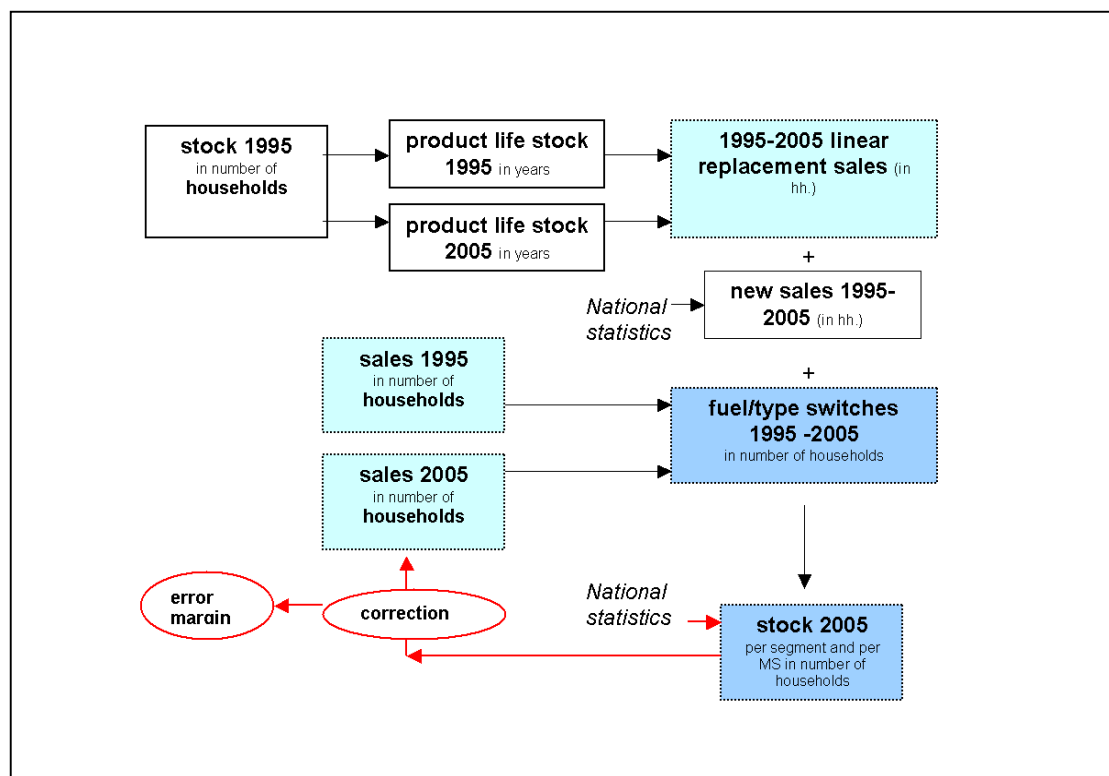 stock 1995
in number of
households
product life stock
1995 in years
product life stock
2005 in years
1995-2005 linear
replacement sales (in
hh.)
+
National
statistics
new sales 1995-
2005 (in hh.)
+
sales 1995
in number of
households
fuel/type switches
1995 -2005
in number of households
sales 2005
in number of
households
error
margin
correction
National
statistics
stock 2005
per segment and per
MS in number of
households